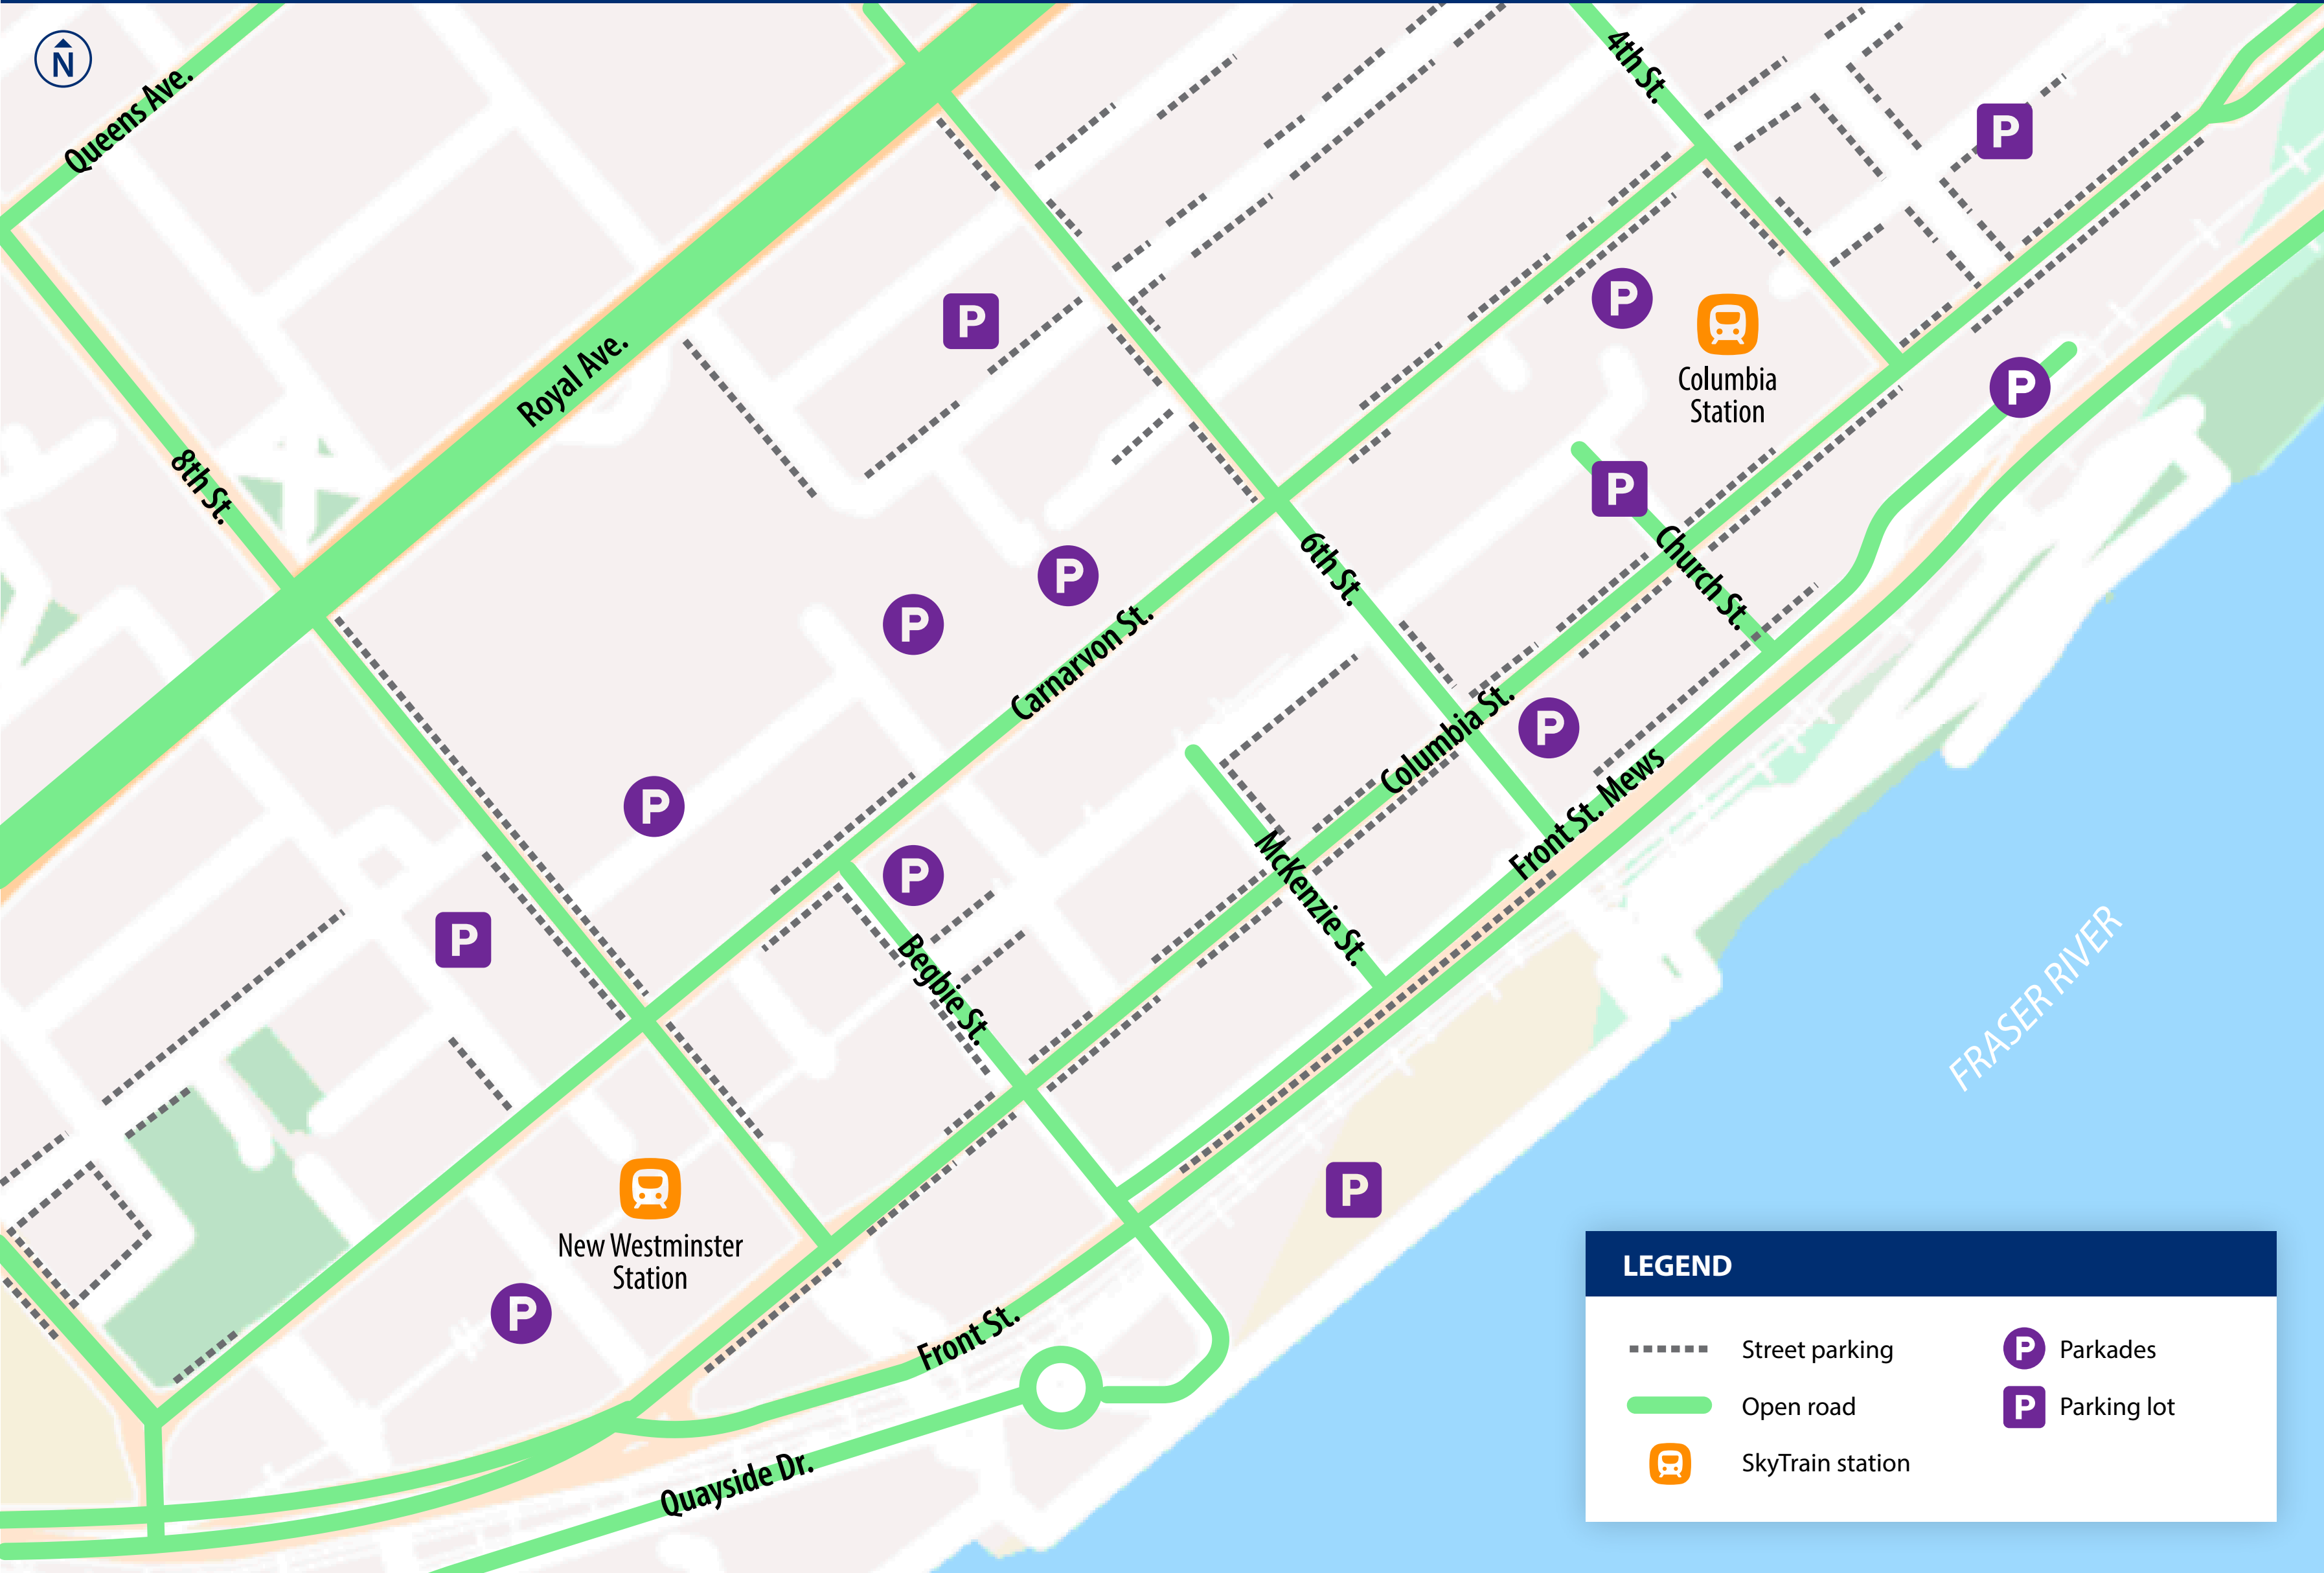 N
Queens Ave.
4th St.
P
P
P
Royal Ave.
Columbia
Station
P
8th St.
P
Church St.
6th St.
P
P
Carnarvon St.
Columbia St.
P
P
Front St. Mews
McKenzie St.
P
P
Begbie St.
FRASER RIVER
P
New Westminster
Station
P
Front St.
Quayside Dr.
LEGEND
Street parking
P Parkades
Open road
P Parking lot
SkyTrain station